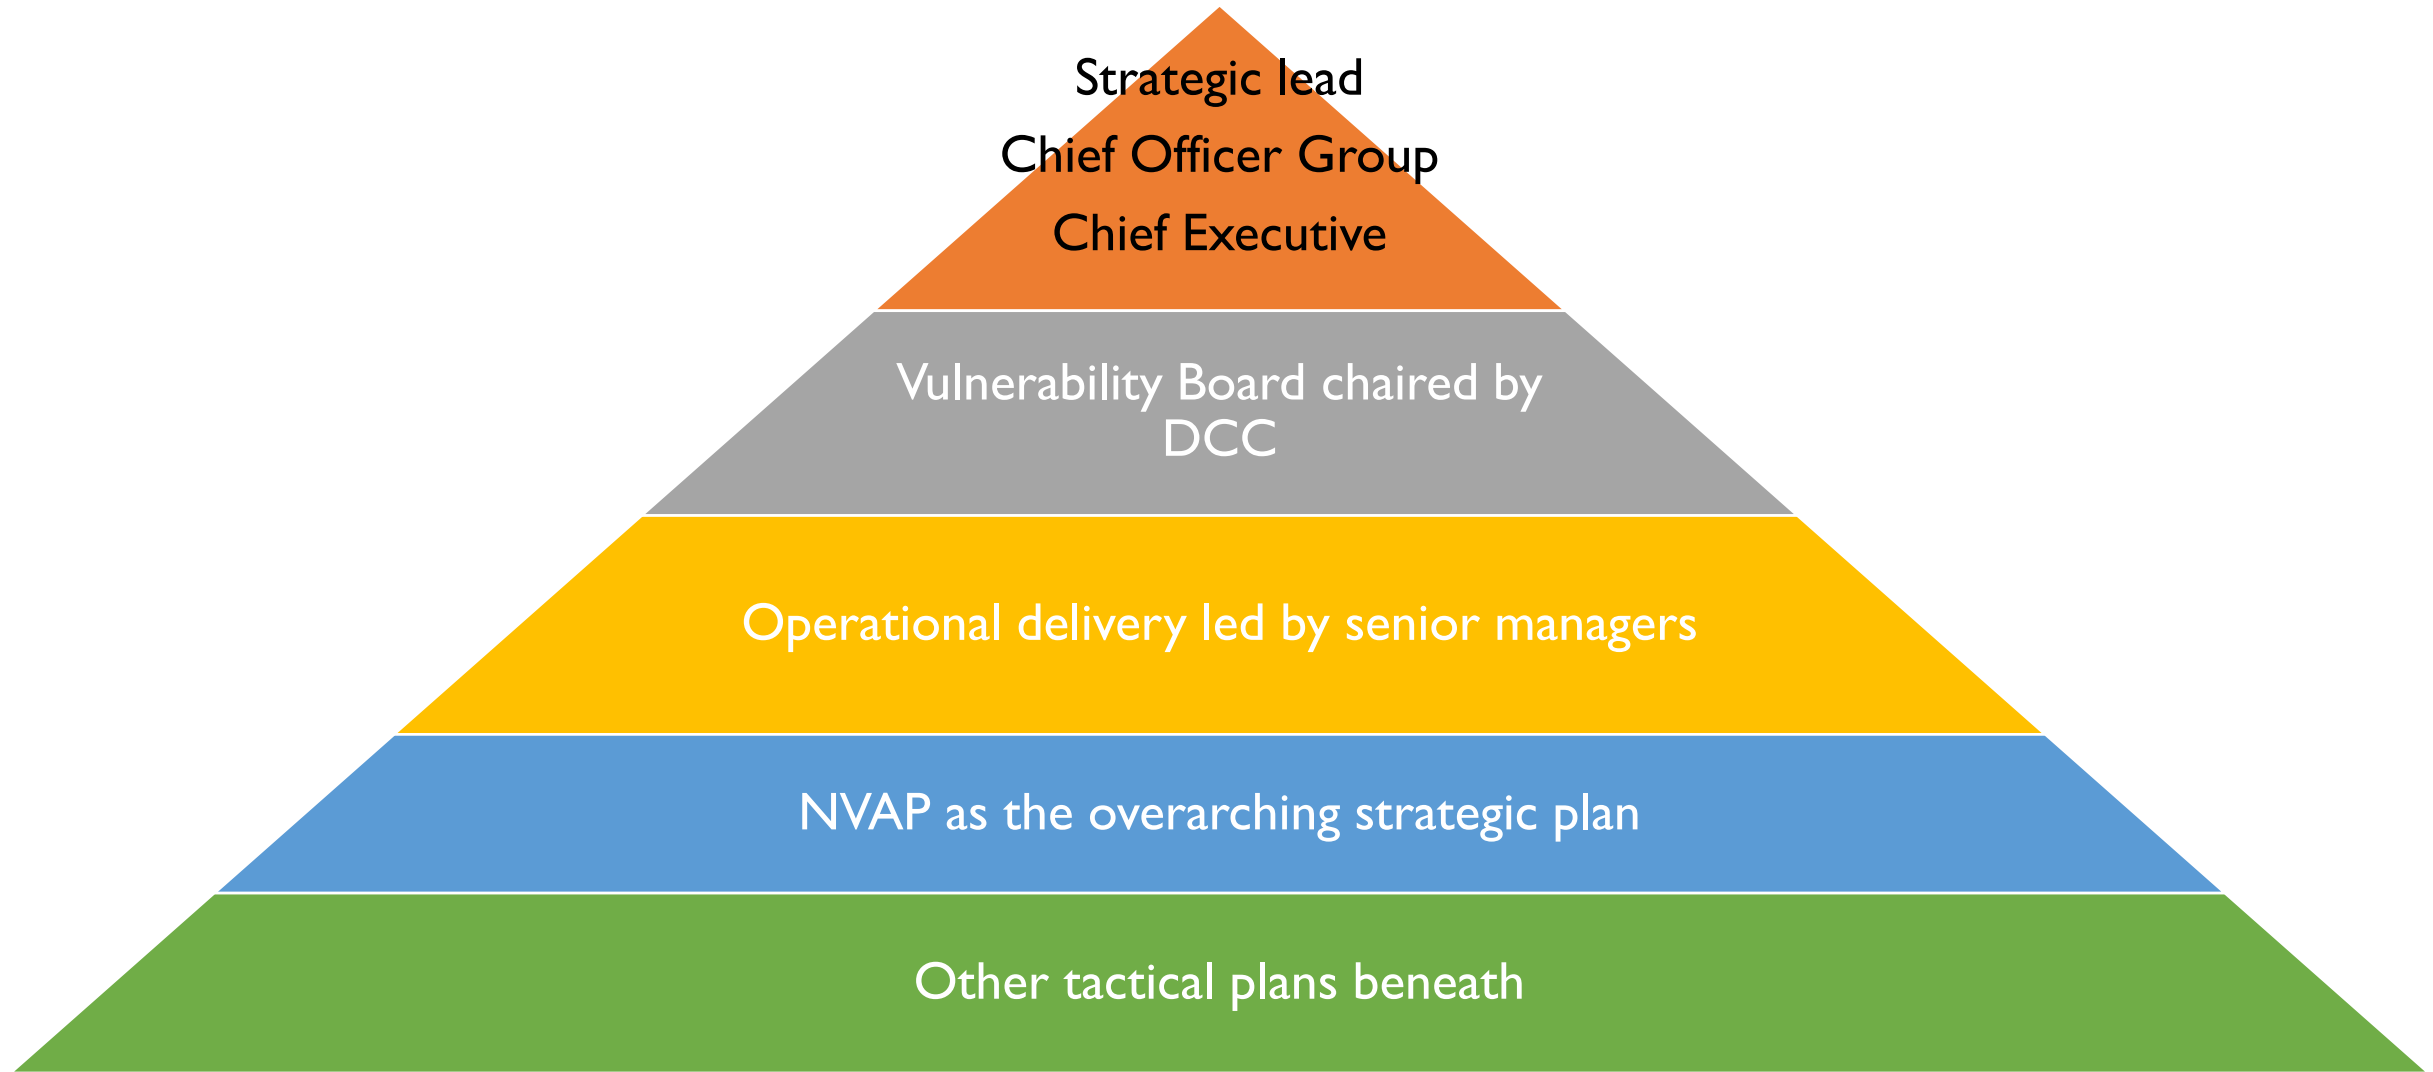 Strategic lead
Chief Officer Group
Chief Executive
Vulnerability Board chaired by
DCC
Operational delivery led by senior managers
NVAP as the overarching strategic plan
Other tactical plans beneath